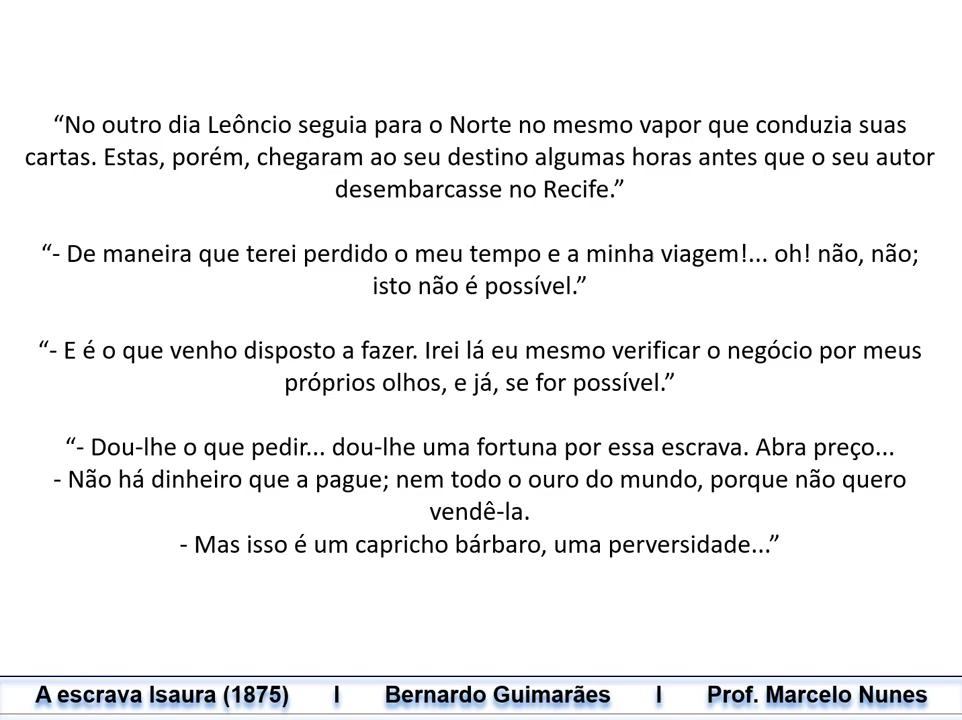 “No outro dia Leôncio seguia para o Norte no mesmo vapor que conduzia suas
cartas. Estas, porém, chegaram ao seu destino algumas horas antes que o seu autor
desembarcasse no Recife.”
“- De maneira que terei perdido o meu tempo e a minha viagem!... oh! não, não;
isto não é possível.”
“- E é o que venho disposto a fazer. Irei lá eu mesmo verificar o negócio por meus
próprios olhos, e já, se for possível.”
“- Dou-lhe o que pedir... dou-lhe uma fortuna por essa escrava. Abra preço...
- Não há dinheiro que a pague; nem todo o ouro do mundo, porque não quero
vendê-la.
- Mas isso é um capricho bárbaro, uma perversidade...”
A escrava Isaura (1875) I Bernardo Guimarães I Prof. Marcelo Nunes